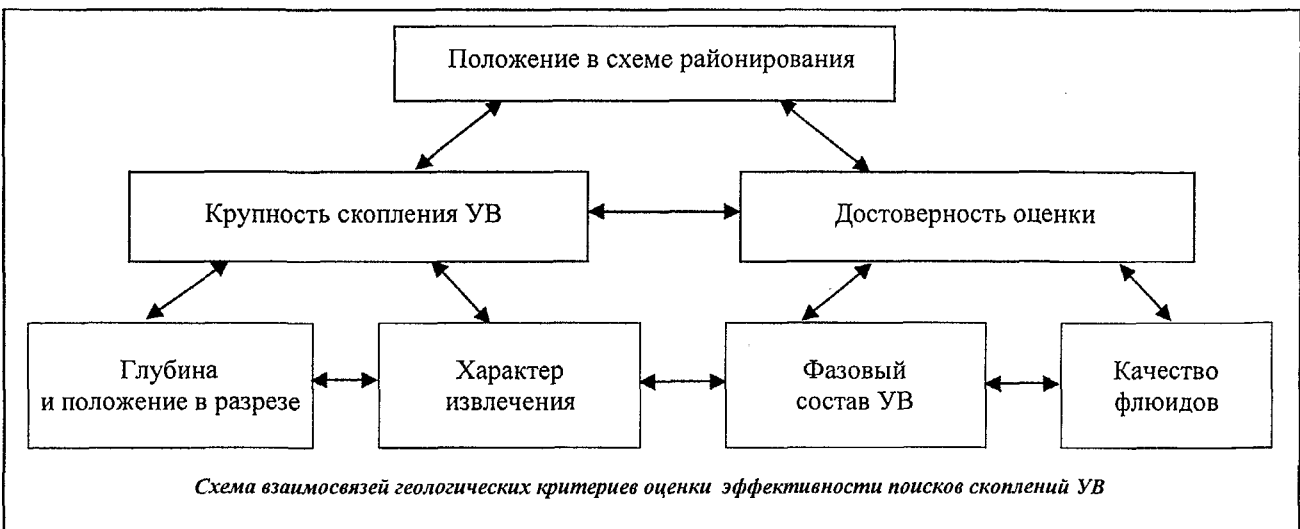 Положение в схеме районирования
Крупность скопления УВ
Достоверность оценки
Глубина
и положение в разрезе
Характер
извлечения
Фазовый
состав УВ
Качество
флюидов
Схема взаимосвязей геологических критериев оценки эффективности поисков скоплений УВ